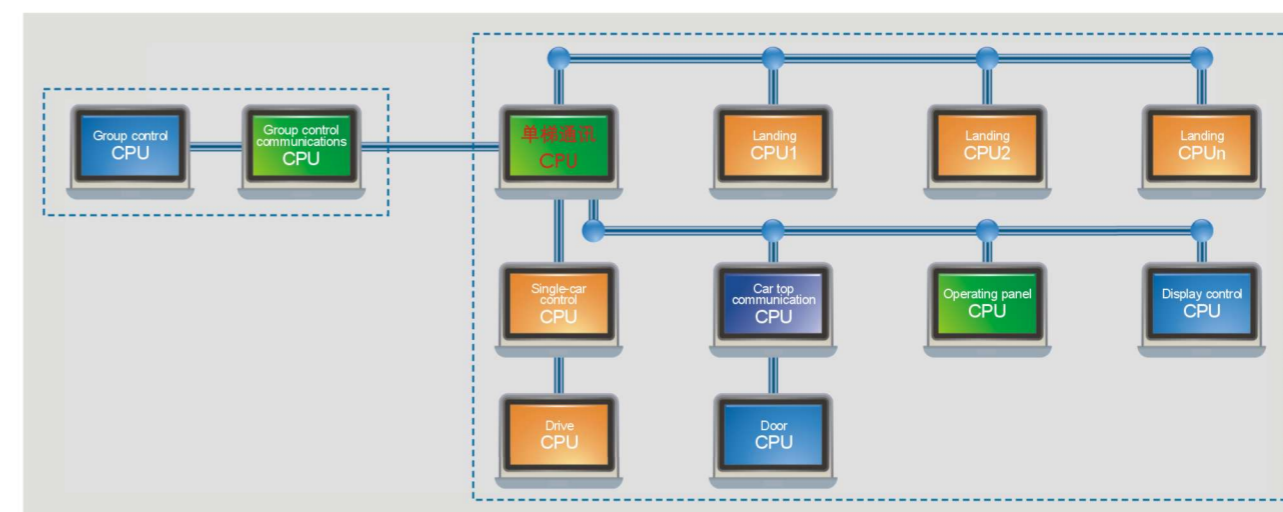 Group control
CPU
Group control
communications
CPU
单梯通讯
CPU
Landing
CPU1
Landing
CPU2
Landing
CPUn
Single-car
control
CPU
Car top
communication
CPU
Operating panel
CPU
Display control
CPU
Drive
CPU
Door
CPU